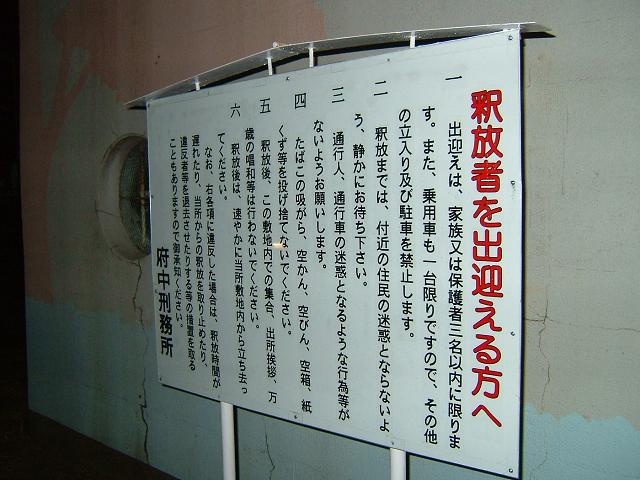 釈放者を出迎える方へ
一　出迎えは、家族又は保護者三名以内に限りま
す。また、乗用車も一台限りですので、その他
の立入り及び駐車を禁止します。
二　釈放までは、付近の住民の迷惑とならないよ
う、静かにお待ち下さい。
三　通行人、通行車の迷惑となるような行為等が
ないようお願いします。
四　たばこの吸がら、空かん、空びん、空箱、紙
くず等を投げ捨てないでください。
五　釈放後、この敷地内での集合、出所挨拶、万
歳の唱和等は行わないでください。
六　釈放後は、速やかに当所敷地内から立ち去っ
てください。
なお、右各項に違反した場合は、釈放時間が
遅れたり、当所からの釈放を取り止めたり、
違反者等を退去させたりする等の措置を取る
こともありますので御承知ください。
府中刑務所